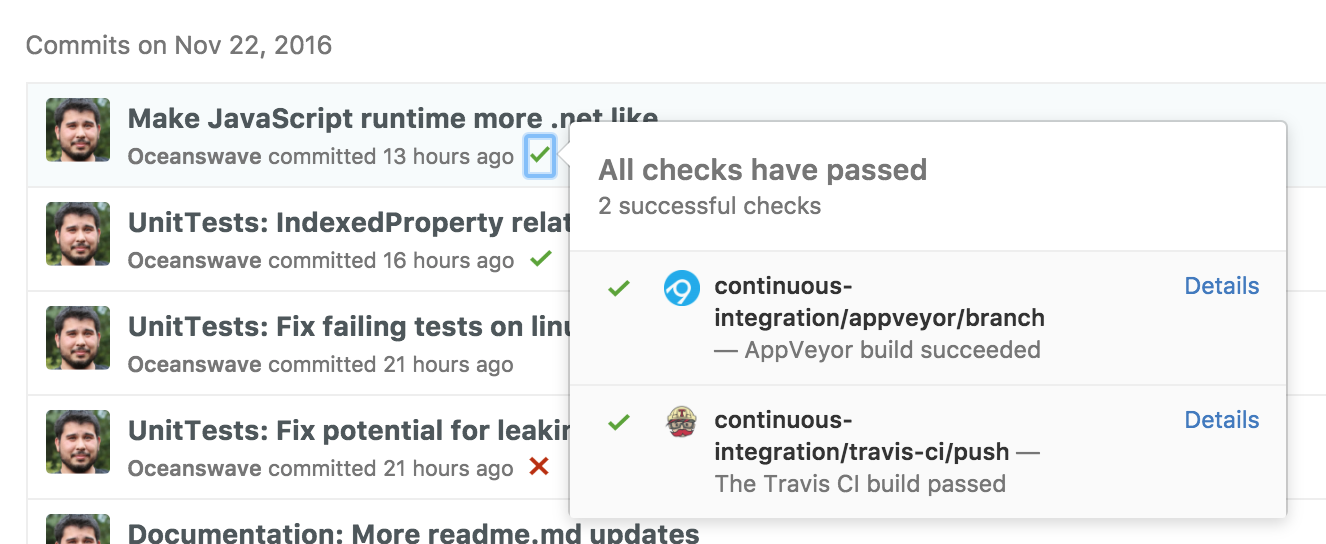 Commits on Nov 22, 2016
Make JavaScript runtime more .net like
Oceanswave committed 13 hours ago
All checks have passed
2 successful checks
UnitTests: IndexedProperty relat
Oceanswave committed 16 hours ago
continuous-
integration/appveyor/branch
— AppVeyor build succeeded
Details
UnitTests: Fix failing tests on linu
Oceanswave committed 21 hours ago
continuous-
integration/travis-ci/push —
The Travis CI build passed
Details
UnitTests: Fix potential for leakin
Oceanswave committed 21 hours ago
Documentation: More readme.md updates